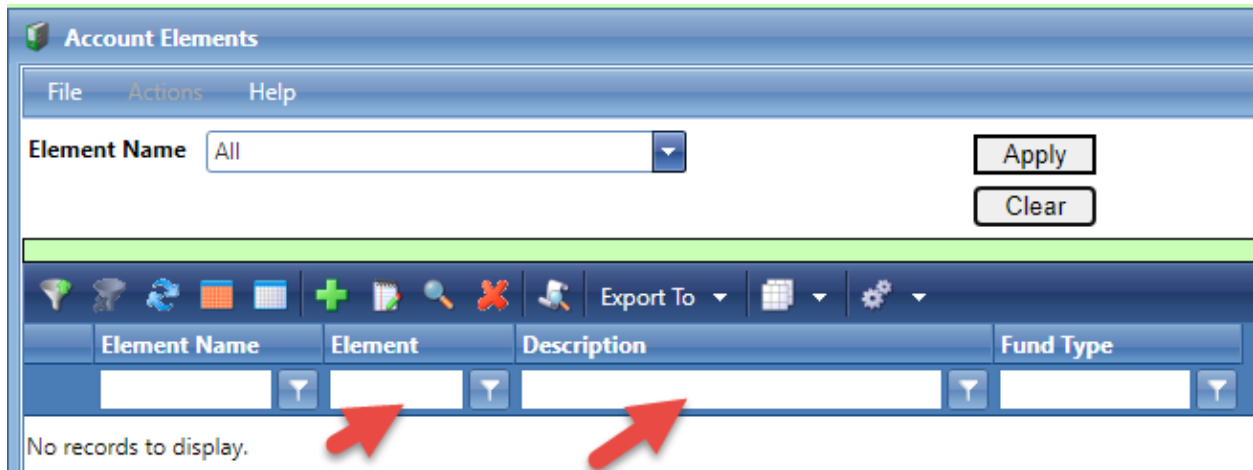 Account Elements
File Actions Help
Element Name All Apply
Clear
Export To
Element Name Element Description Fund Type
No records to display.